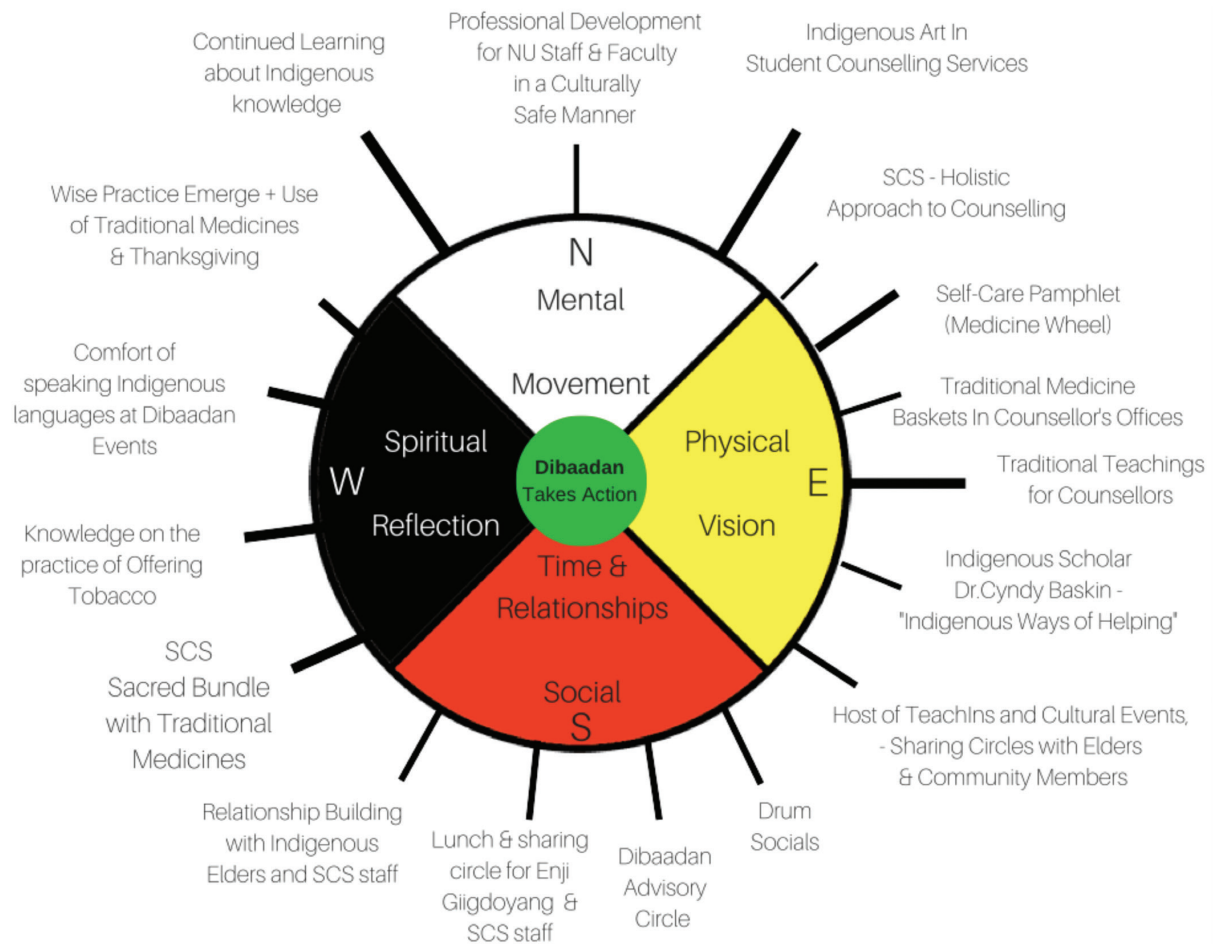 Continued Learning
about Indigenous
knowledge
Professional Development
for NU Staff & Faculty
in a Culturally
Safe Manner
Indigenous Art In
Student Counselling Services
SCS - Holistic
Approach to Counselling
Self-Care Pamphlet
(Medicine Wheel)
Traditional Medicine
Baskets In Counsellor's Offices
Traditional Teachings
for Counsellors
Indigenous Scholar
Dr.Cyndy Baskin -
"Indigenous Ways of Helping"
Host of TeachIns and Cultural Events,
- Sharing Circles with Elders
& Community Members
Drum
Socials
Dibaadan
Advisory
Circle
Lunch & sharing
circle for Enji
Giigdoyang &
SCS staff
Relationship Building
with Indigenous
Elders and SCS staff
SCS
Sacred Bundle
with Traditional
Medicines
Knowledge on the
practice of Offering
Tobacco
Comfort of
speaking Indigenous
languages at Dibaadan
Events
Wise Practice Emerge + Use
of Traditional Medicines
& Thanksgiving
N
Mental
Movement
Physical
E
Vision
Time &
Relationships
Social
S
Spiritual
W
Reflection
Dibaadan
Takes Action